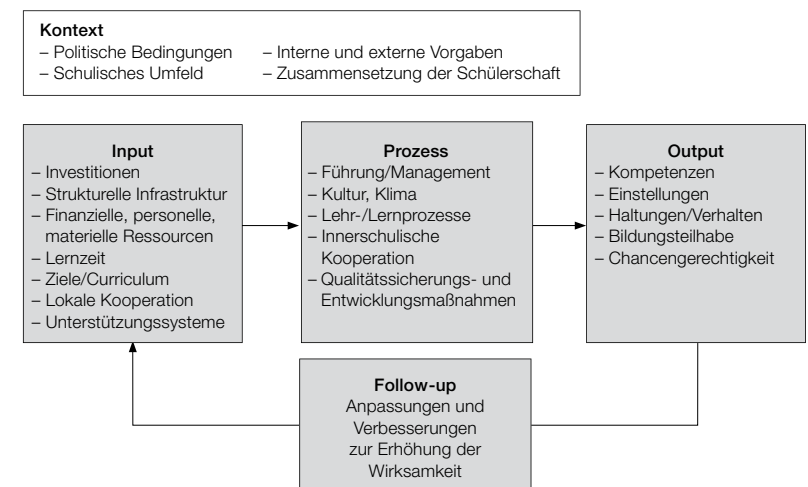 Kontext
– Politische Bedingungen – Interne und externe Vorgaben
– Schulisches Umfeld – Zusammensetzung der Schülerschaft
Input
– Investitionen
– Strukturelle Infrastruktur
– Finanzielle, personelle,
materielle Ressourcen
– Lernzeit
– Ziele/Curriculum
– Lokale Kooperation
– Unterstützungssysteme
Prozess
– Führung/Management
– Kultur, Klima
– Lehr-/Lernprozesse
– Innerschulische
Kooperation
– Qualitätssicherungs- und
Entwicklungsmaßnahmen
Output
– Kompetenzen
– Einstellungen
– Haltungen/Verhalten
– Bildungsteilhabe
– Chancengerechtigkeit
Follow-up
Anpassungen und
Verbesserungen
zur Erhöhung der
Wirksamkeit